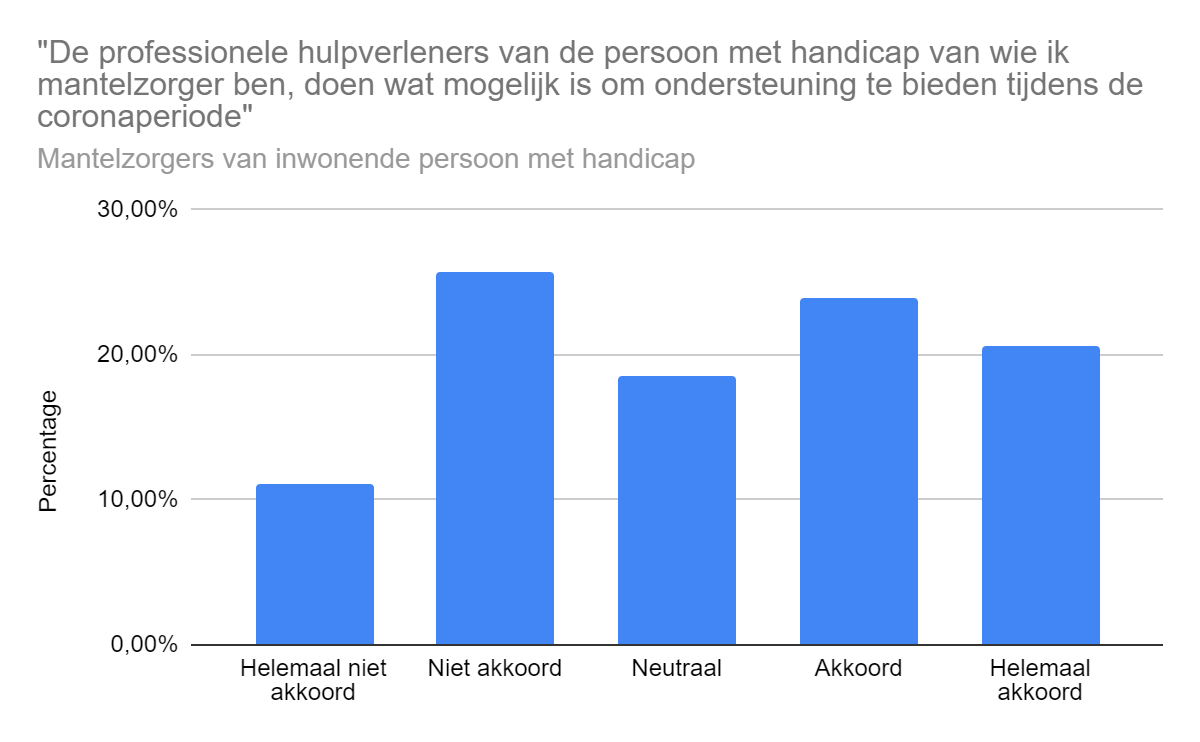 "De professionele hulpverleners van de persoon met handicap van wie ik
mantelzorger ben, doen wat mogelijk is om ondersteuning te bieden tijdens de
coronaperiode"
Mantelzorgers van inwonende persoon met handicap
Percentage
30,00%
20,00%
10,00%
0,00%
Helemaal niet
akkoord
Niet akkoord
Neutraal
Akkoord
Helemaal
akkoord